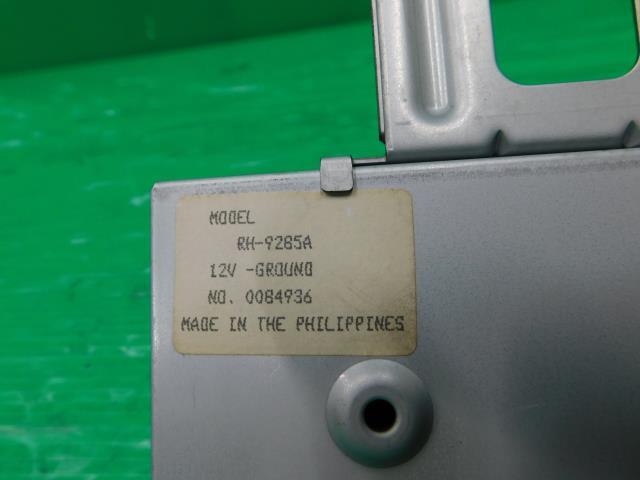 MODEL
RH-9265A
12V -GROUND
NO. 0084936
MADE IN THE PHILIPPINES